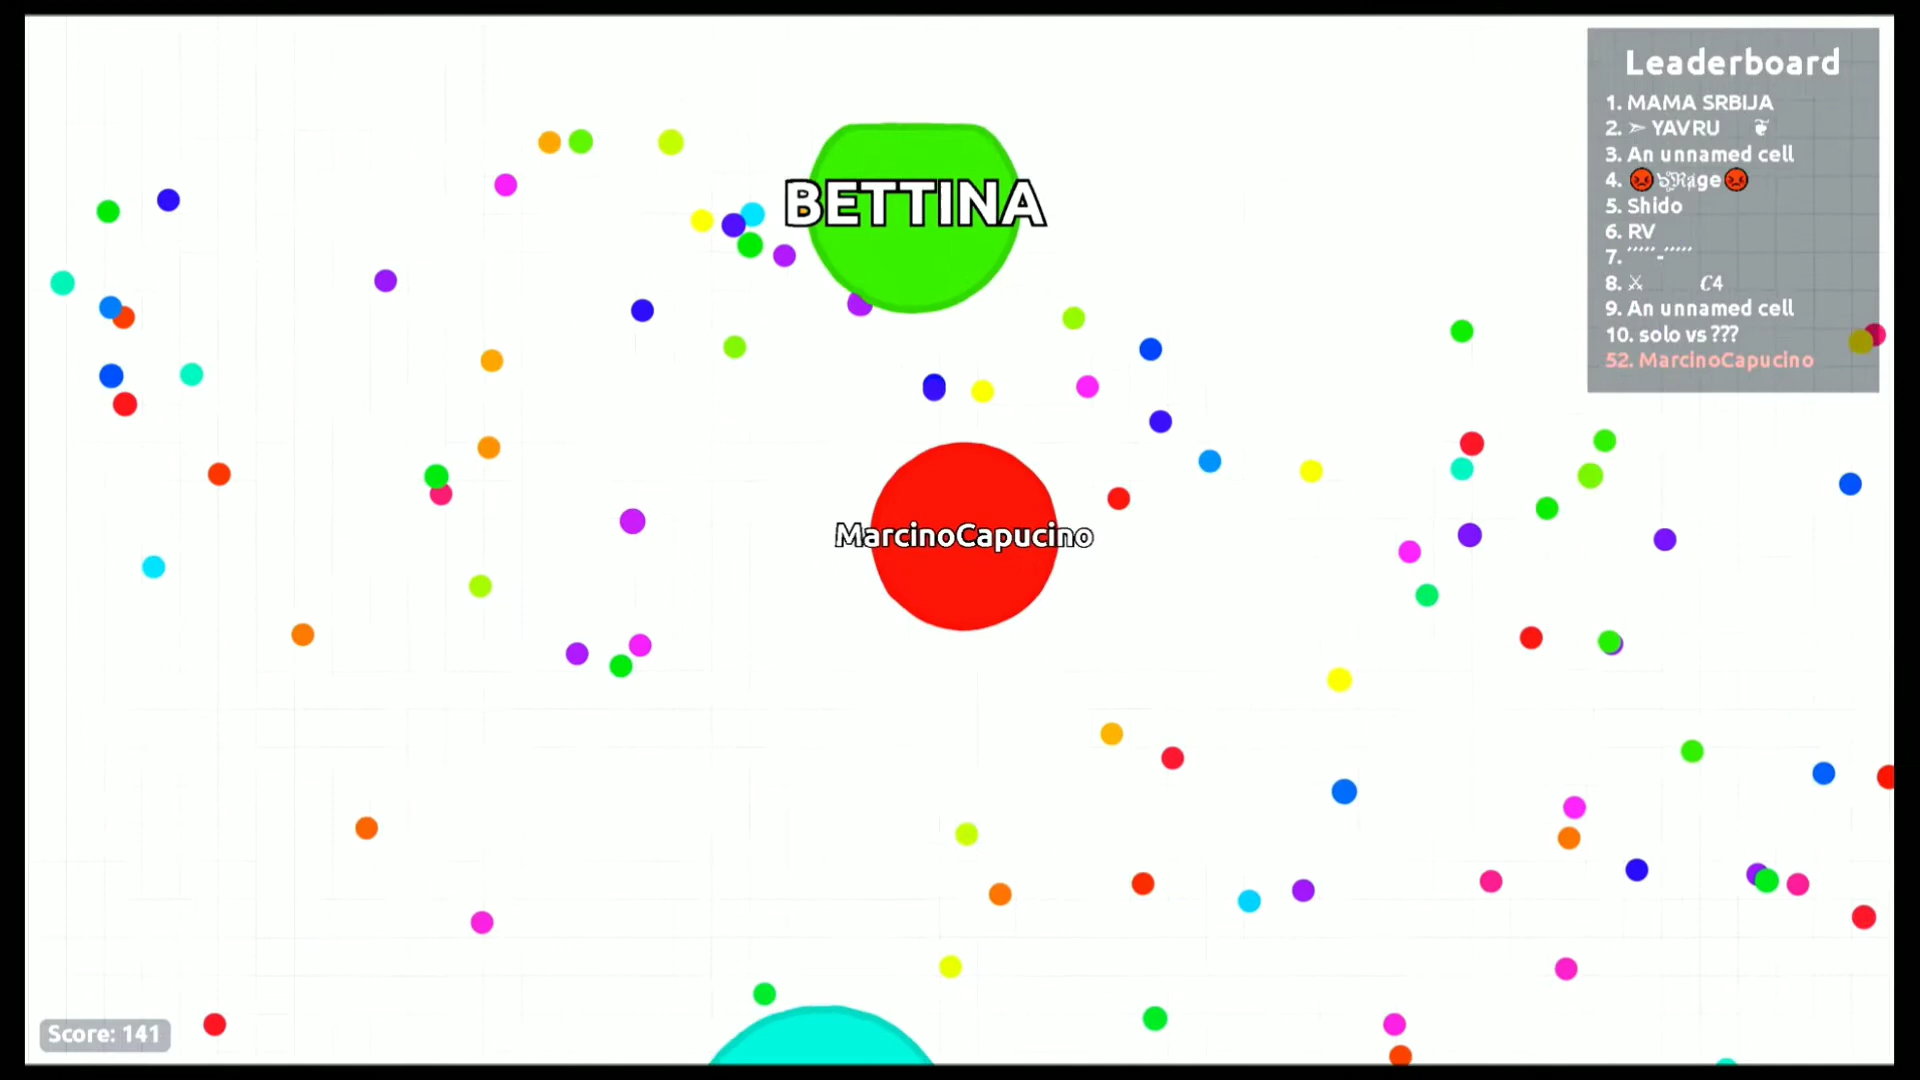 Leaderboard
1. MAMA SRBIJA
2. ➣ YAVRU ❦
3. An unnamed cell
4. 😡ঌℜ𝔞ge😡
5. Shido
6. RV
7. ՛՛՛՛՛-՛՛՛՛՛
8. ⚔ C4
9. An unnamed cell
10. solo vs ???
52. MarcinoCapucino
BETTINA
MarcinoCapucino
Score: 141